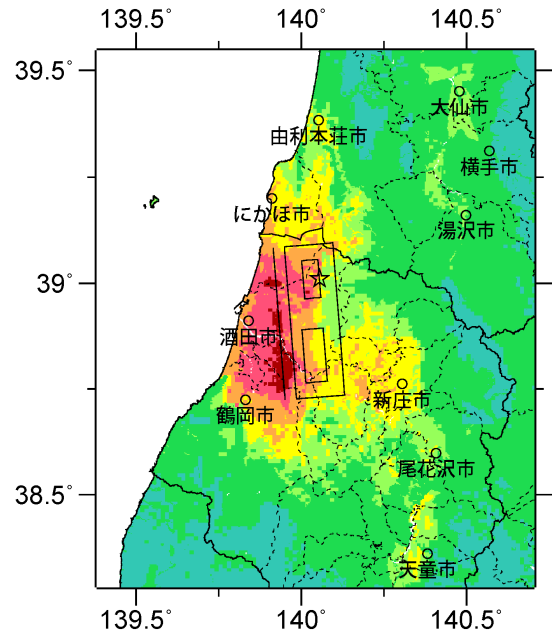 139.5° 140° 140.5°
39.5°
大仙市
由利本荘市
横手市
にかほ市
湯沢市
39°
酒田市
新庄市
鶴岡市
尾花沢市
38.5°
天童市
139.5° 140° 140.5°